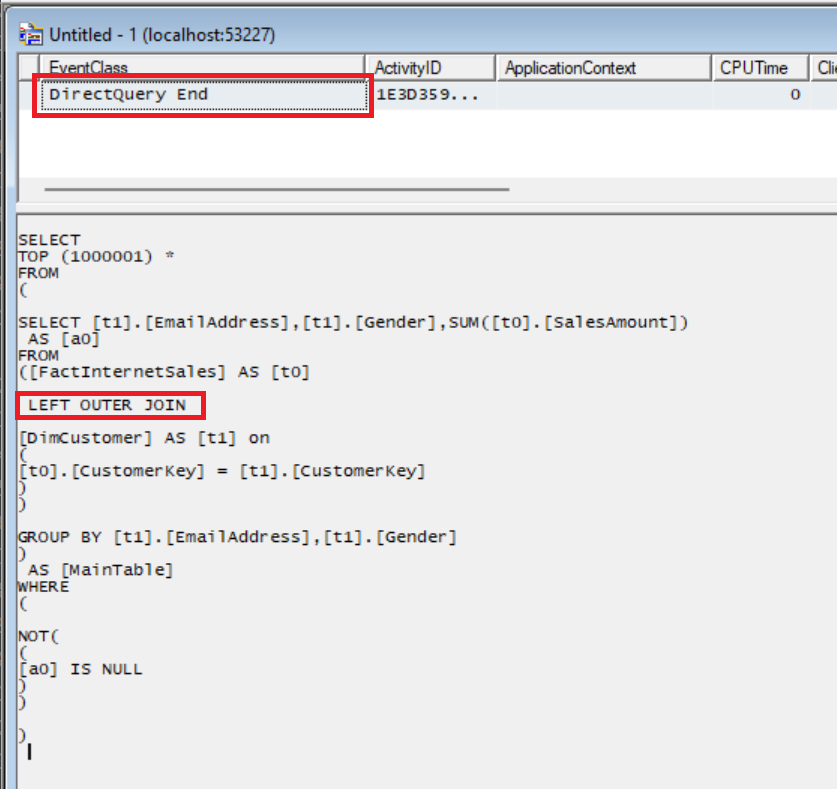 Untitled - 1 (localhost:53227)
EventClass ActivityID ApplicationContext CPUTime Cli
DirectQuery End 1E3D359... 0
SELECT
TOP (1000001) *
FROM
(
SELECT [t1].[EmailAddress],[t1].[Gender],SUM([t0].[SalesAmount])
AS [a0]
FROM
([FactInternetSales] AS [t0]
LEFT OUTER JOIN
[DimCustomer] AS [t1] on
(
[t0].[CustomerKey] = [t1].[CustomerKey]
)
)
GROUP BY [t1].[EmailAddress],[t1].[Gender]
)
AS [MainTable]
WHERE
(
NOT(
(
[a0] IS NULL
)
)
)